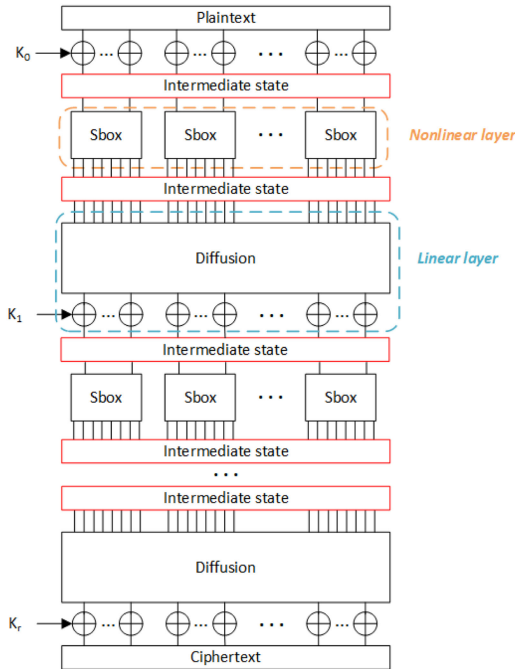 Plaintext
K0 ... ... ... ...
Intermediate state
Sbox Sbox ... Sbox Nonlinear layer
Intermediate state
Diffusion Linear layer
K1 ... ... ... ...
Intermediate state
Sbox Sbox ... Sbox
Intermediate state
...
Intermediate state
Diffusion
Kr ... ... ... ...
Ciphertext